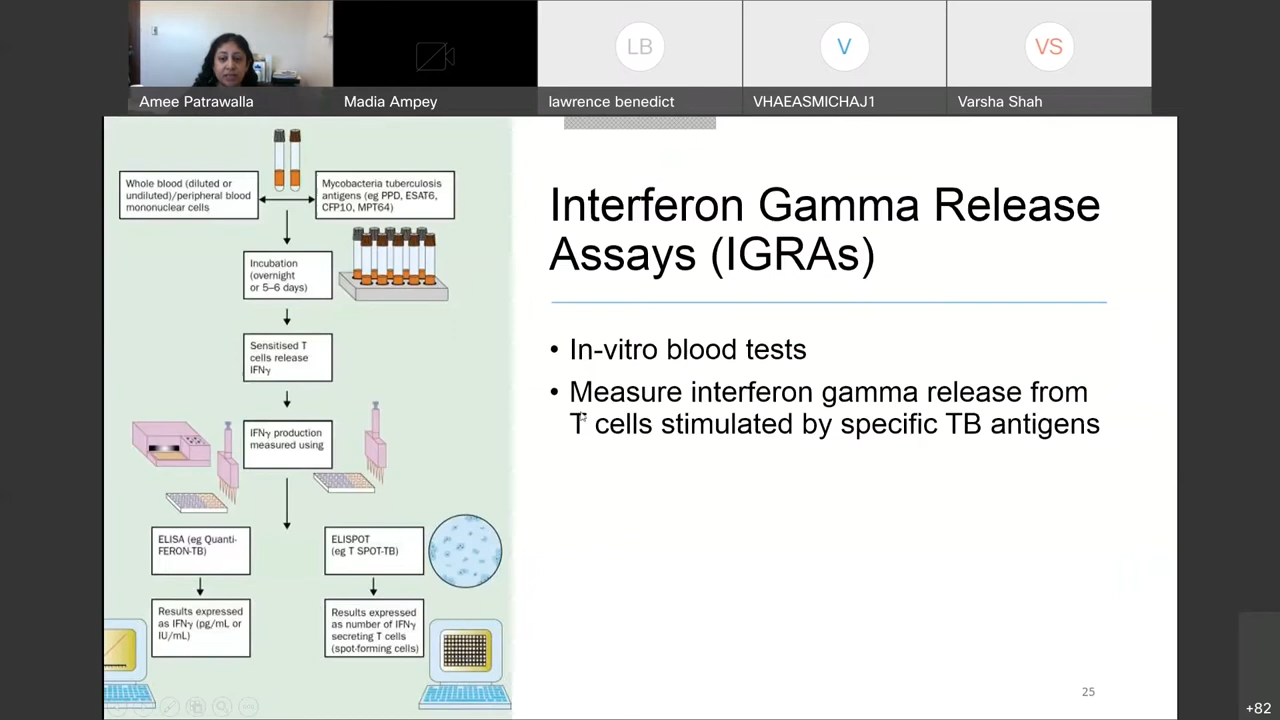 LB
V
VS
Amee Patrawalla
Madia Ampey
lawrence benedict
VHAEASMICHAJ1
Varsha Shah
Whole blood (diluted or
undiluted)/peripheral blood
mononuclear cells
Mycobacteria tuberculosis
antigens (eg PPD, ESAT6,
CFP10, MPT64)
Incubation
(overnight
or 5–6 days)
Sensitised T
cells release
IFNγ
IFNγ production
measured using
ELISA (eg Quanti-
FERON-TB)
ELISPOT
(eg T SPOT-TB)
Results expressed
as IFNγ (pg/mL or
IU/mL)
Results expressed
as number of IFNγ
secreting T cells
(spot-forming cells)
Interferon Gamma Release
Assays (IGRAs)
• In-vitro blood tests
• Measure interferon gamma release from
T cells stimulated by specific TB antigens
25
+82